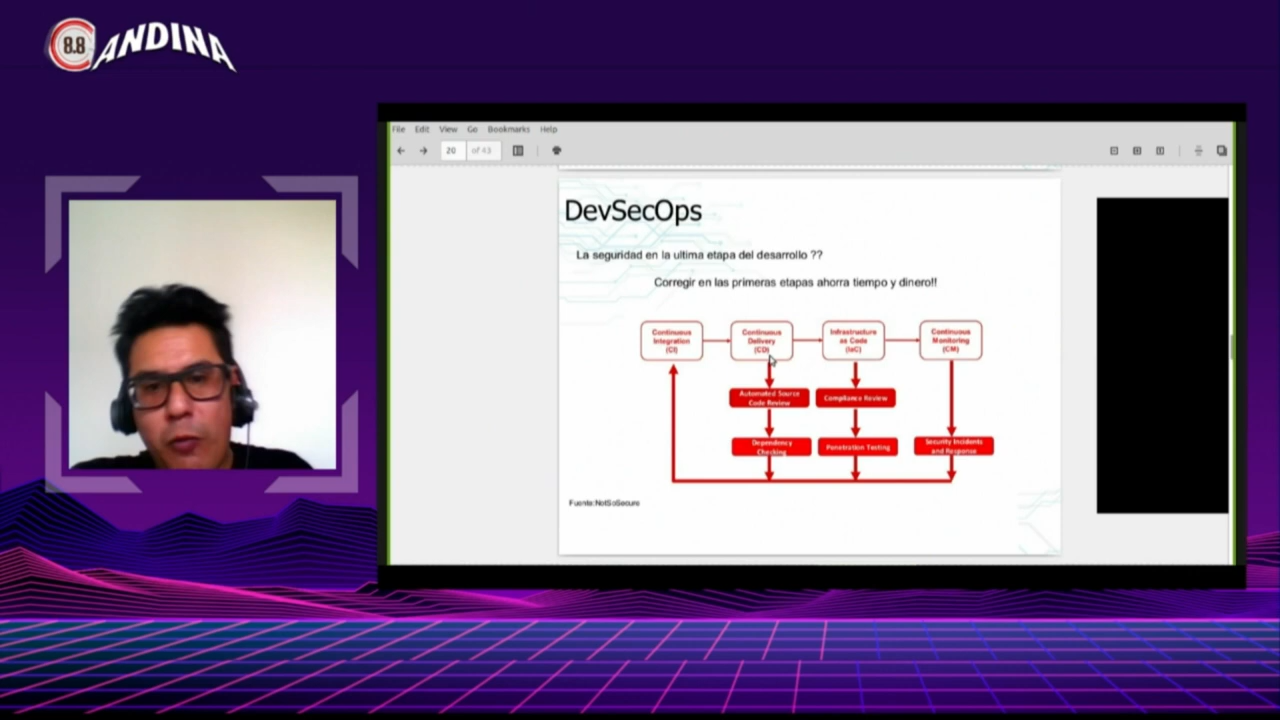 8.8 ANDINA
File Edit View Go Bookmarks Help
20 of 43
DevSecOps
La seguridad en la ultima etapa del desarrollo ??
Corregir en las primeras etapas ahorra tiempo y dinero!!
Continuous
Integration
(CI)
Continuous
Delivery
(CD)
Infrastructure
as Code
(IaC)
Continuous
Monitoring
(CM)
Automated Source
Code Review
Compliance Review
Dependency
Checking
Penetration Testing
Security Incidents
and Response
Fuente:NotSoSecure